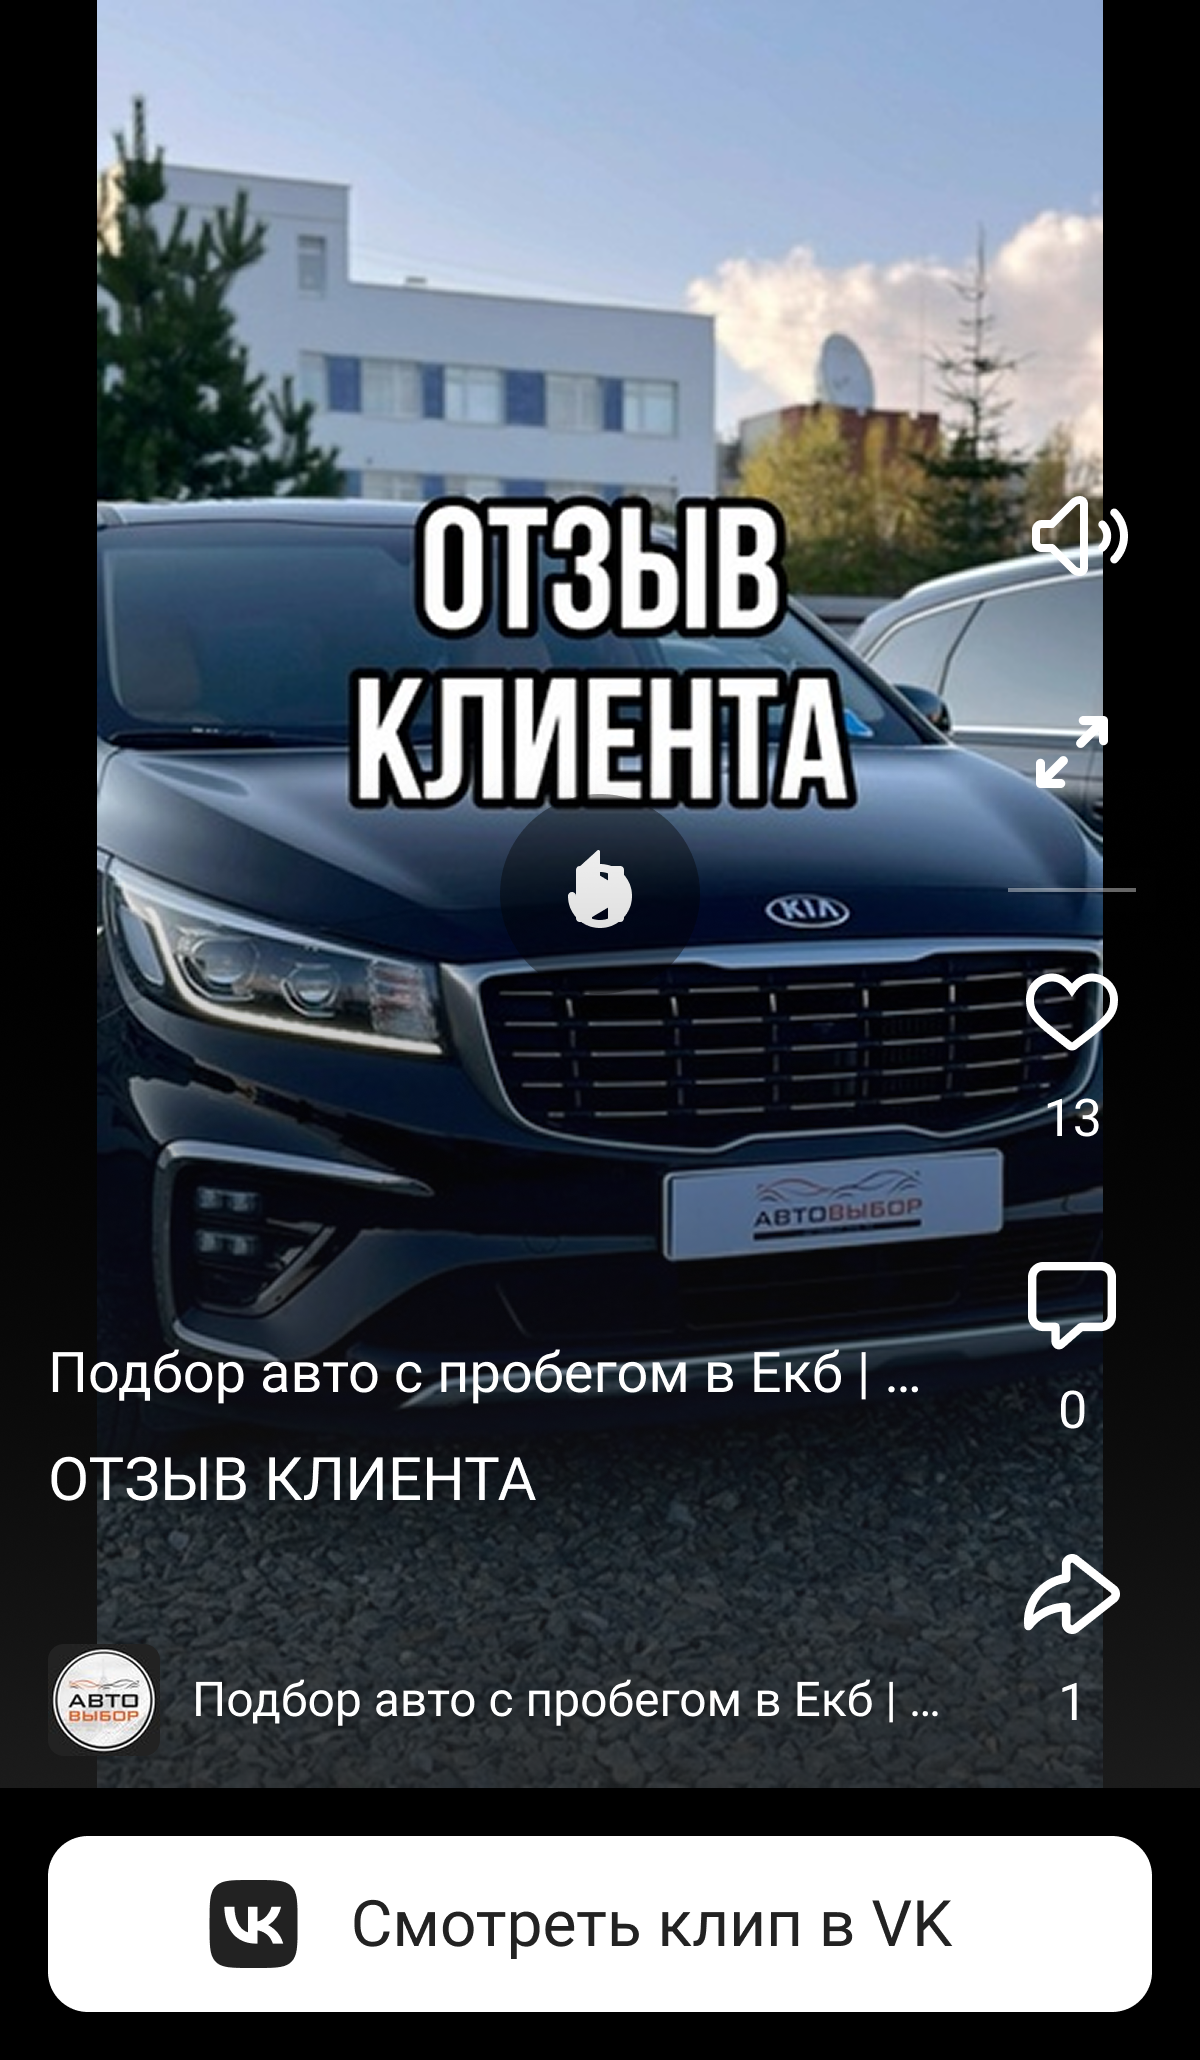 ОТЗЫВ
КЛИЕНТА
KIA
АВТОВЫБОР
13
0
Подбор авто с пробегом в Екб | ...
ОТЗЫВ КЛИЕНТА
АВТО
ВЫБОР
Подбор авто с пробегом в Екб | ...
1
Смотреть клип в VK